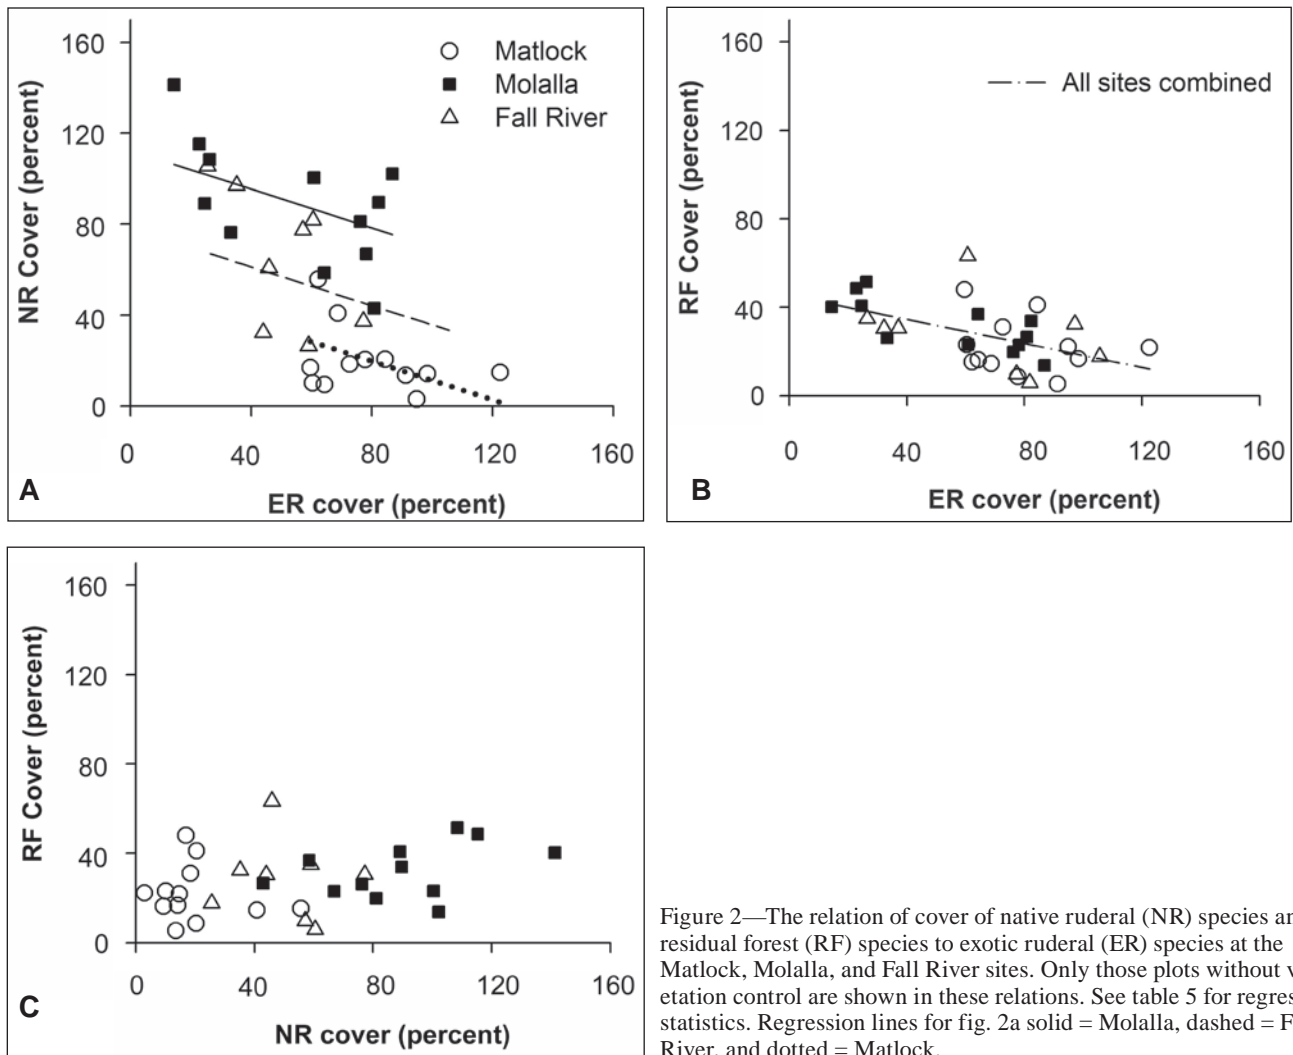 160
120
80
40
0
NR Cover (percent)
Matlock
Molalla
Fall River
0 40 80 120 160
ER cover (percent)
A
160
120
80
40
0
RF Cover (percent)
All sites combined
0 40 80 120 160
ER cover (percent)
B
160
120
80
40
0
RF Cover (percent)
0 40 80 120 160
NR cover (percent)
C
Figure 2—The relation of cover of native ruderal (NR) species
residual forest (RF) species to exotic ruderal (ER) species at the
Matlock, Molalla, and Fall River sites. Only those plots without
etation control are shown in these relations. See table 5 for
statistics. Regression lines for fig. 2a solid = Molalla, dashed =
River, and dotted = Matlock.